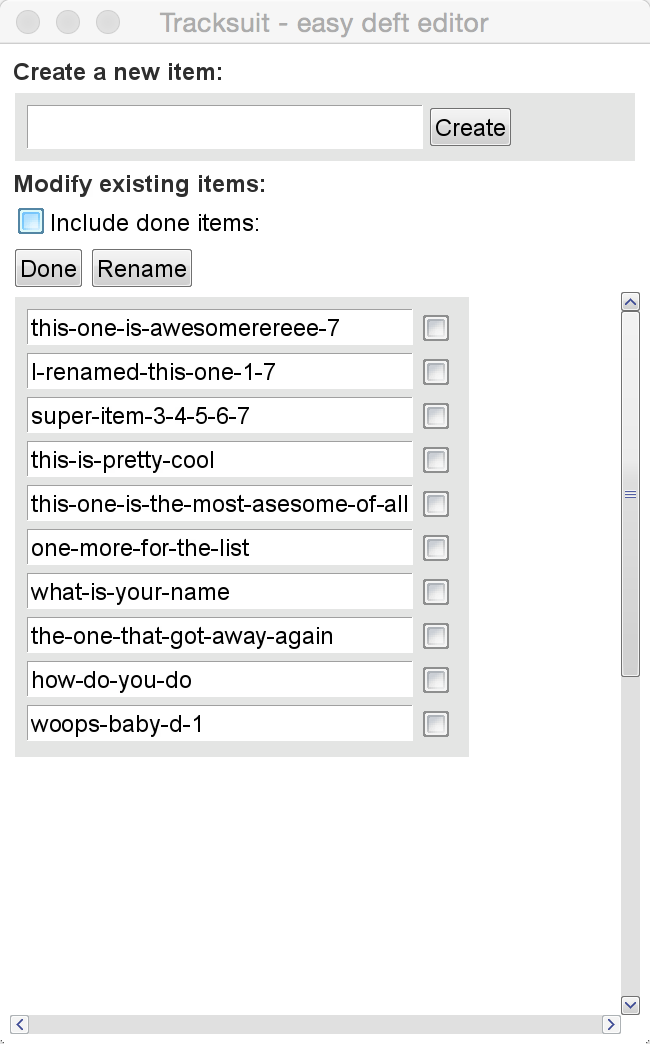 Tracksuit - easy deft editor
Create a new item:
Create
Modify existing items:
Include done items:
Done Rename
this-one-is-awesomerereee-7
I-renamed-this-one-1-7
super-item-3-4-5-6-7
this-is-pretty-cool
this-one-is-the-most-asesome-of-all
one-more-for-the-list
what-is-your-name
the-one-that-got-away-again
how-do-you-do
woops-baby-d-1